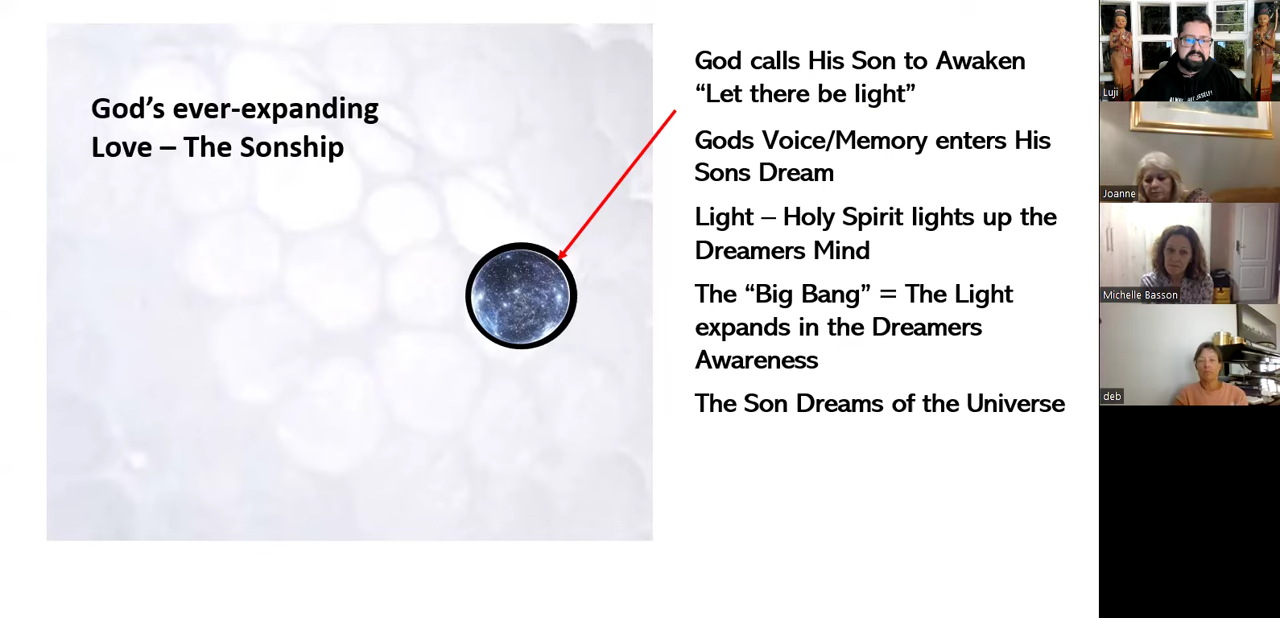 God’s ever-expanding
Love – The Sonship
God calls His Son to Awaken
“Let there be light”
Gods Voice/Memory enters His
Sons Dream
Light – Holy Spirit lights up the
Dreamers Mind
The “Big Bang” = The Light
expands in the Dreamers
Awareness
The Son Dreams of the Universe
Luji
Joanne
Michelle Basson
deb